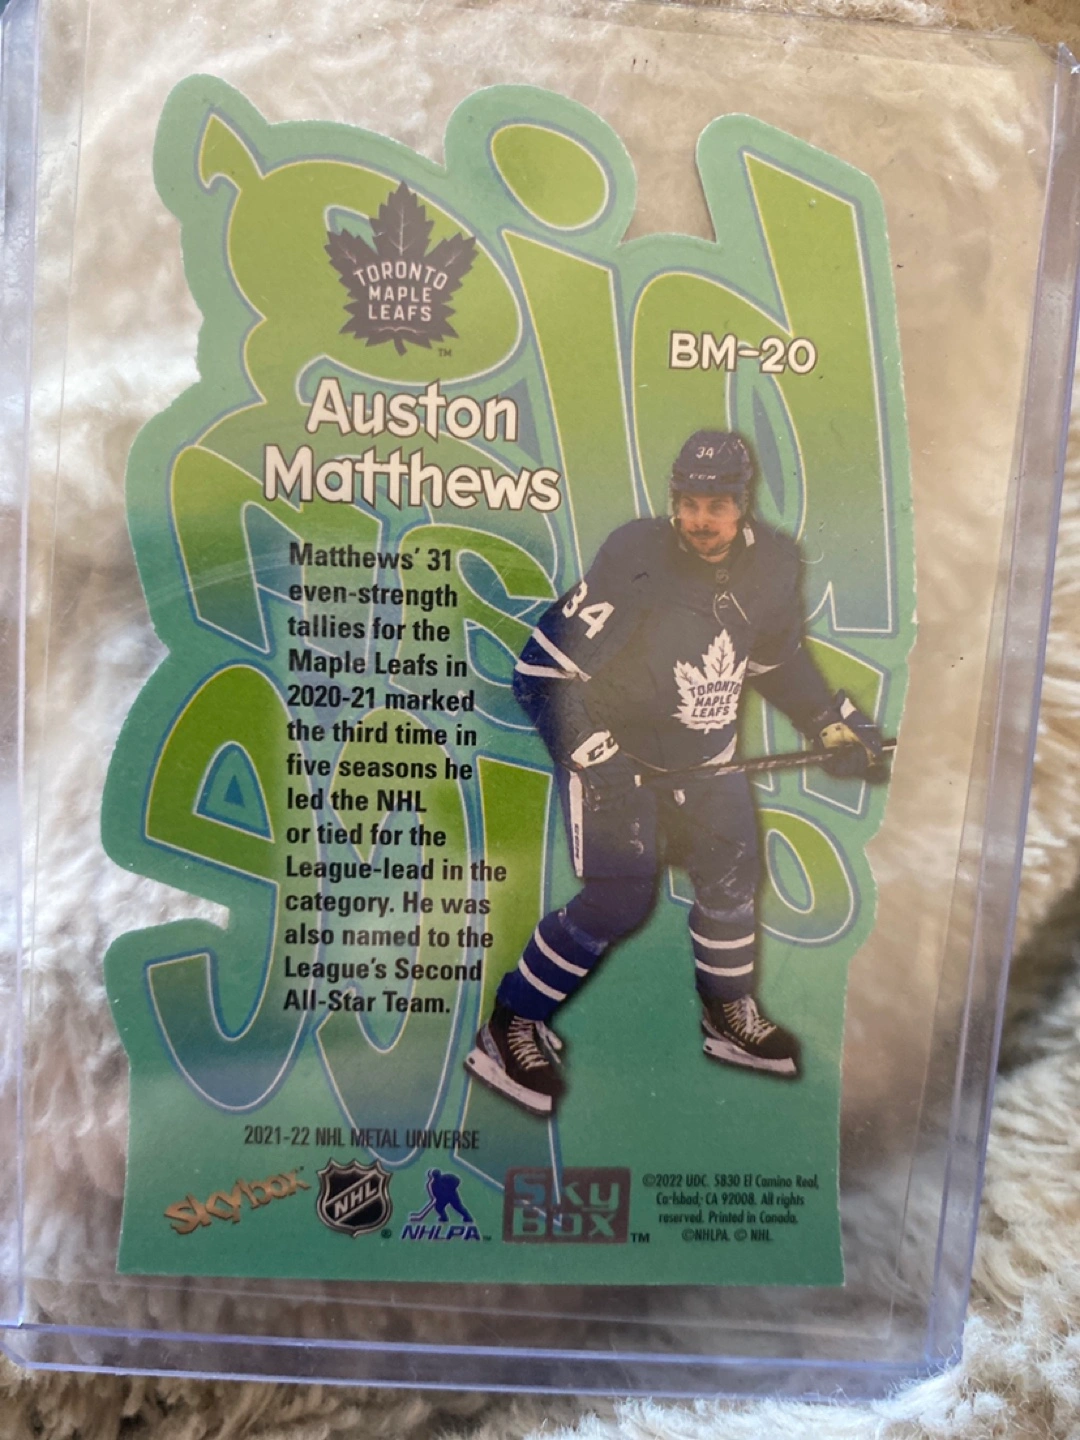 TORONTO
MAPLE
LEAFS
TM
BM-20
Auston
Matthews
34
CCM
34
TORONTO
MAPLE
LEAFS
Matthews' 31
even-strength
tallies for the
Maple Leafs in
2020-21 marked
the third time in
five seasons he
led the NHL
or tied for the
League-lead in the
category. He was
also named to the
League's Second
All-Star Team.
2021-22 NHL METAL UNIVERSE
skybox
NHL
®
NHLPA
SKY
BOX
TM
©2022 UDC. 5830 El Camino Real,
Carlsbad, CA 92008. All rights
reserved. Printed in Canada.
©NHLPA. © NHL.